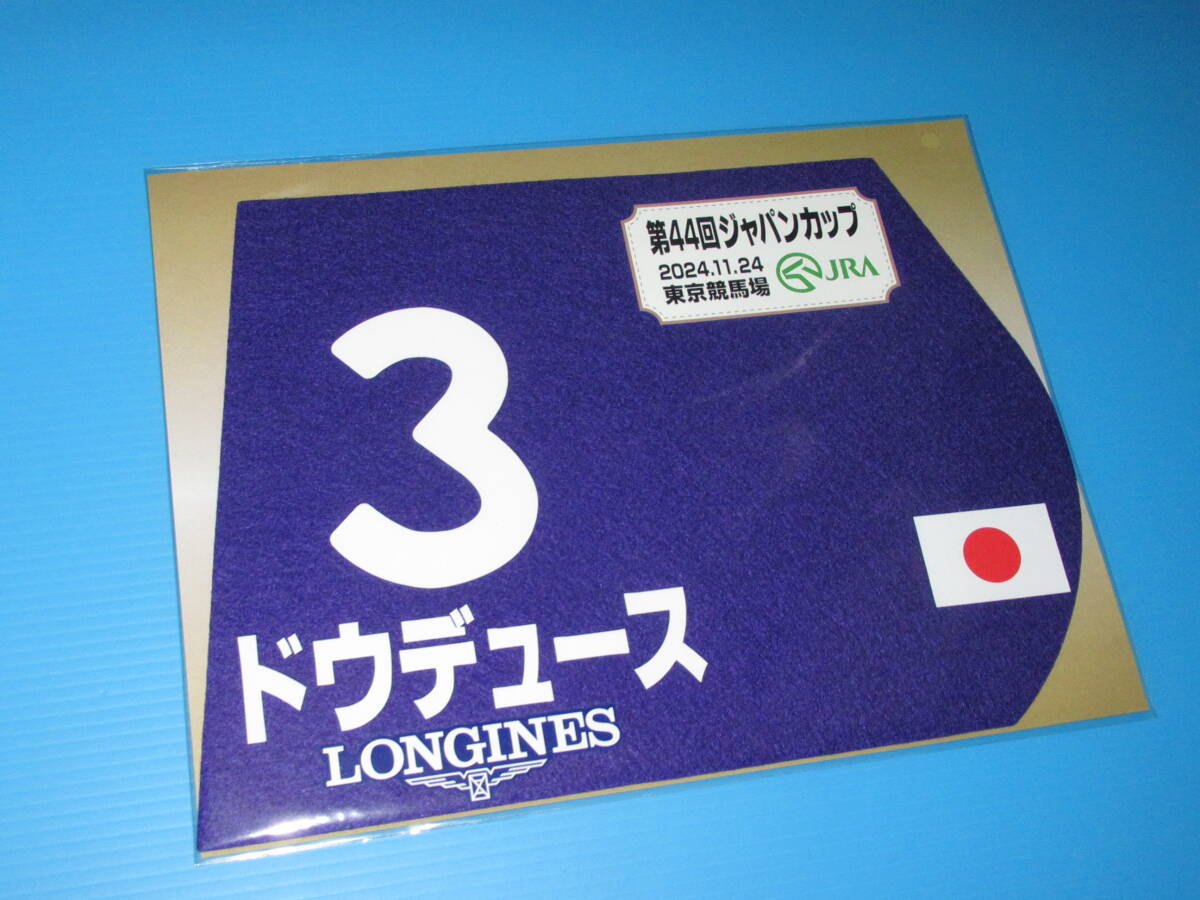 第44回ジャパンカップ
2024.11.24
東京競馬場
JRA
3
ドウデュース
LONGINES